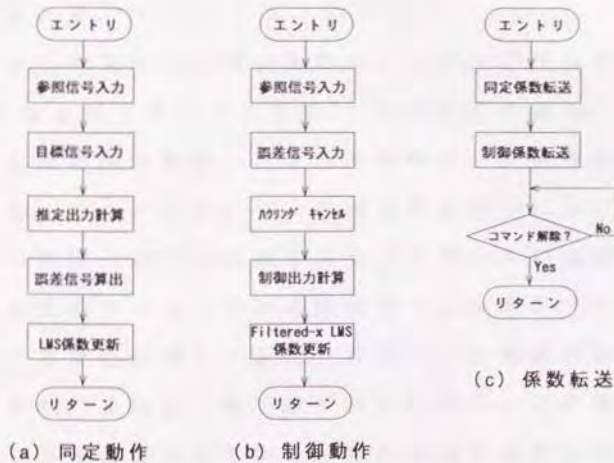 エントリ
参照信号入力
目標信号入力
推定出力計算
誤差信号算出
LMS係数更新
リターン
(a) 同定動作
エントリ
参照信号入力
誤差信号入力
ﾊｳﾘﾝｸﾞ ｷｬﾝｾﾙ
制御出力計算
Filtered-x LMS
係数更新
リターン
(b) 制御動作
エントリ
同定係数転送
制御係数転送
コマンド解除?
No
Yes
リターン
(c) 係数転送